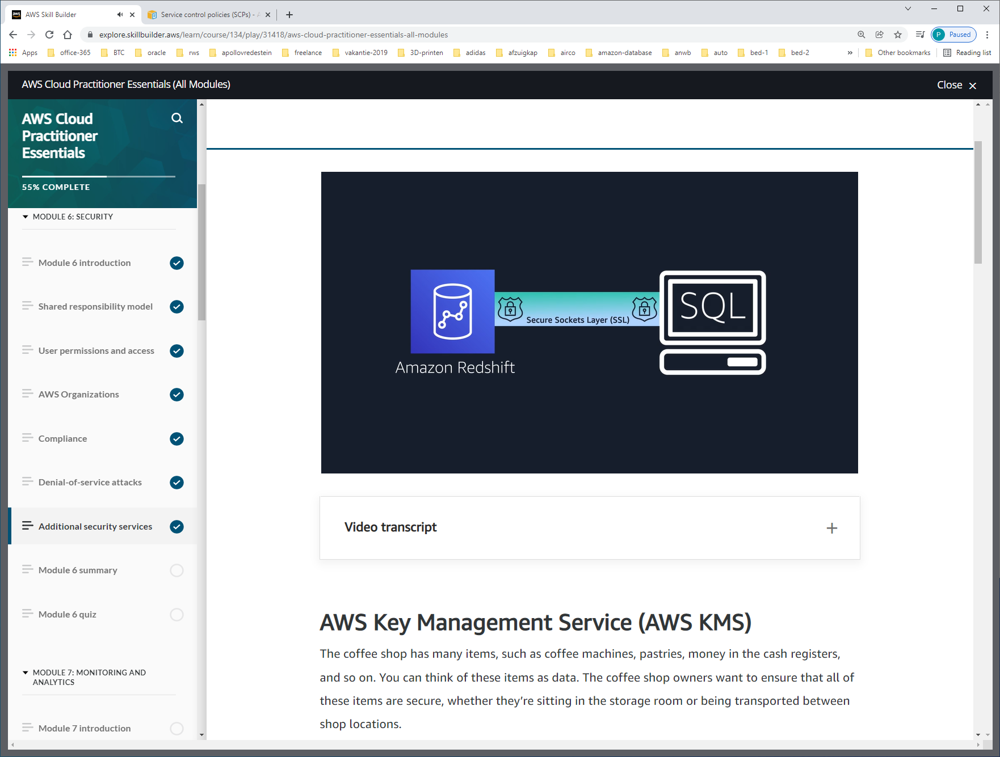 aws AWS Skill Builder
Service control policies (SCPs) - A
explore.skillbuilder.aws/learn/course/134/play/31418/aws-cloud-practitioner-essentials-all-modules
P Paused
Apps office-365 BTC oracle rws apollovredestein freelance vakantie-2019 3D-printen adidas afzuigkap airco amazon-database anwb auto bed-1 bed-2 » Other bookmarks Reading list
AWS Cloud Practitioner Essentials (All Modules)
Close
AWS Cloud
Practitioner
Essentials
55% COMPLETE
MODULE 6: SECURITY
Module 6 introduction
Shared responsibility model
User permissions and access
AWS Organizations
Compliance
Denial-of-service attacks
Additional security services
Module 6 summary
Module 6 quiz
MODULE 7: MONITORING AND
ANALYTICS
Module 7 introduction
Secure Sockets Layer (SSL)
SQL
Amazon Redshift
Video transcript
AWS Key Management Service (AWS KMS)
The coffee shop has many items, such as coffee machines, pastries, money in the cash registers,
and so on. You can think of these items as data. The coffee shop owners want to ensure that all of
these items are secure, whether they’re sitting in the storage room or being transported between
shop locations.